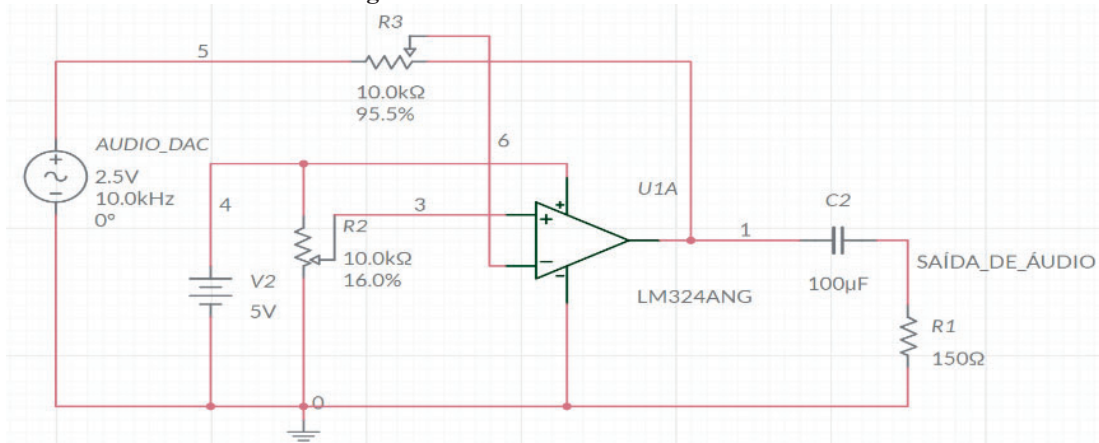 R3
5
10.0kΩ
95.5%
AUDIO_DAC
2.5V
10.0kHz
0°
6
4
3
U1A
C2
R2
1
10.0kΩ
16.0%
V2
5V
LM324ANG
100µF
SAÍDA_DE_ÁUDIO
R1
150Ω
0